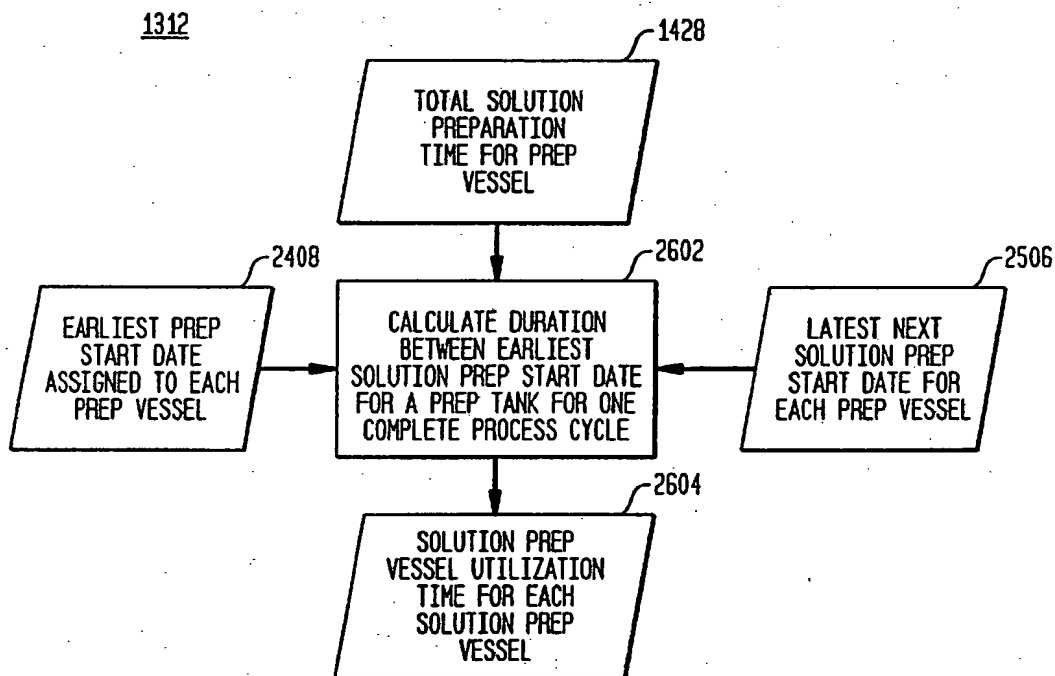 1312
1428
TOTAL SOLUTION
PREPARATION
TIME FOR PREP
VESSEL
2408
EARLIEST PREP
START DATE
ASSIGNED TO EACH
PREP VESSEL
2602
CALCULATE DURATION
BETWEEN EARLIEST
SOLUTION PREP START DATE
FOR A PREP TANK FOR ONE
COMPLETE PROCESS CYCLE
2506
LATEST NEXT
SOLUTION PREP
START DATE FOR
EACH PREP VESSEL
2604
SOLUTION PREP
VESSEL UTILIZATION
TIME FOR EACH
SOLUTION PREP
VESSEL